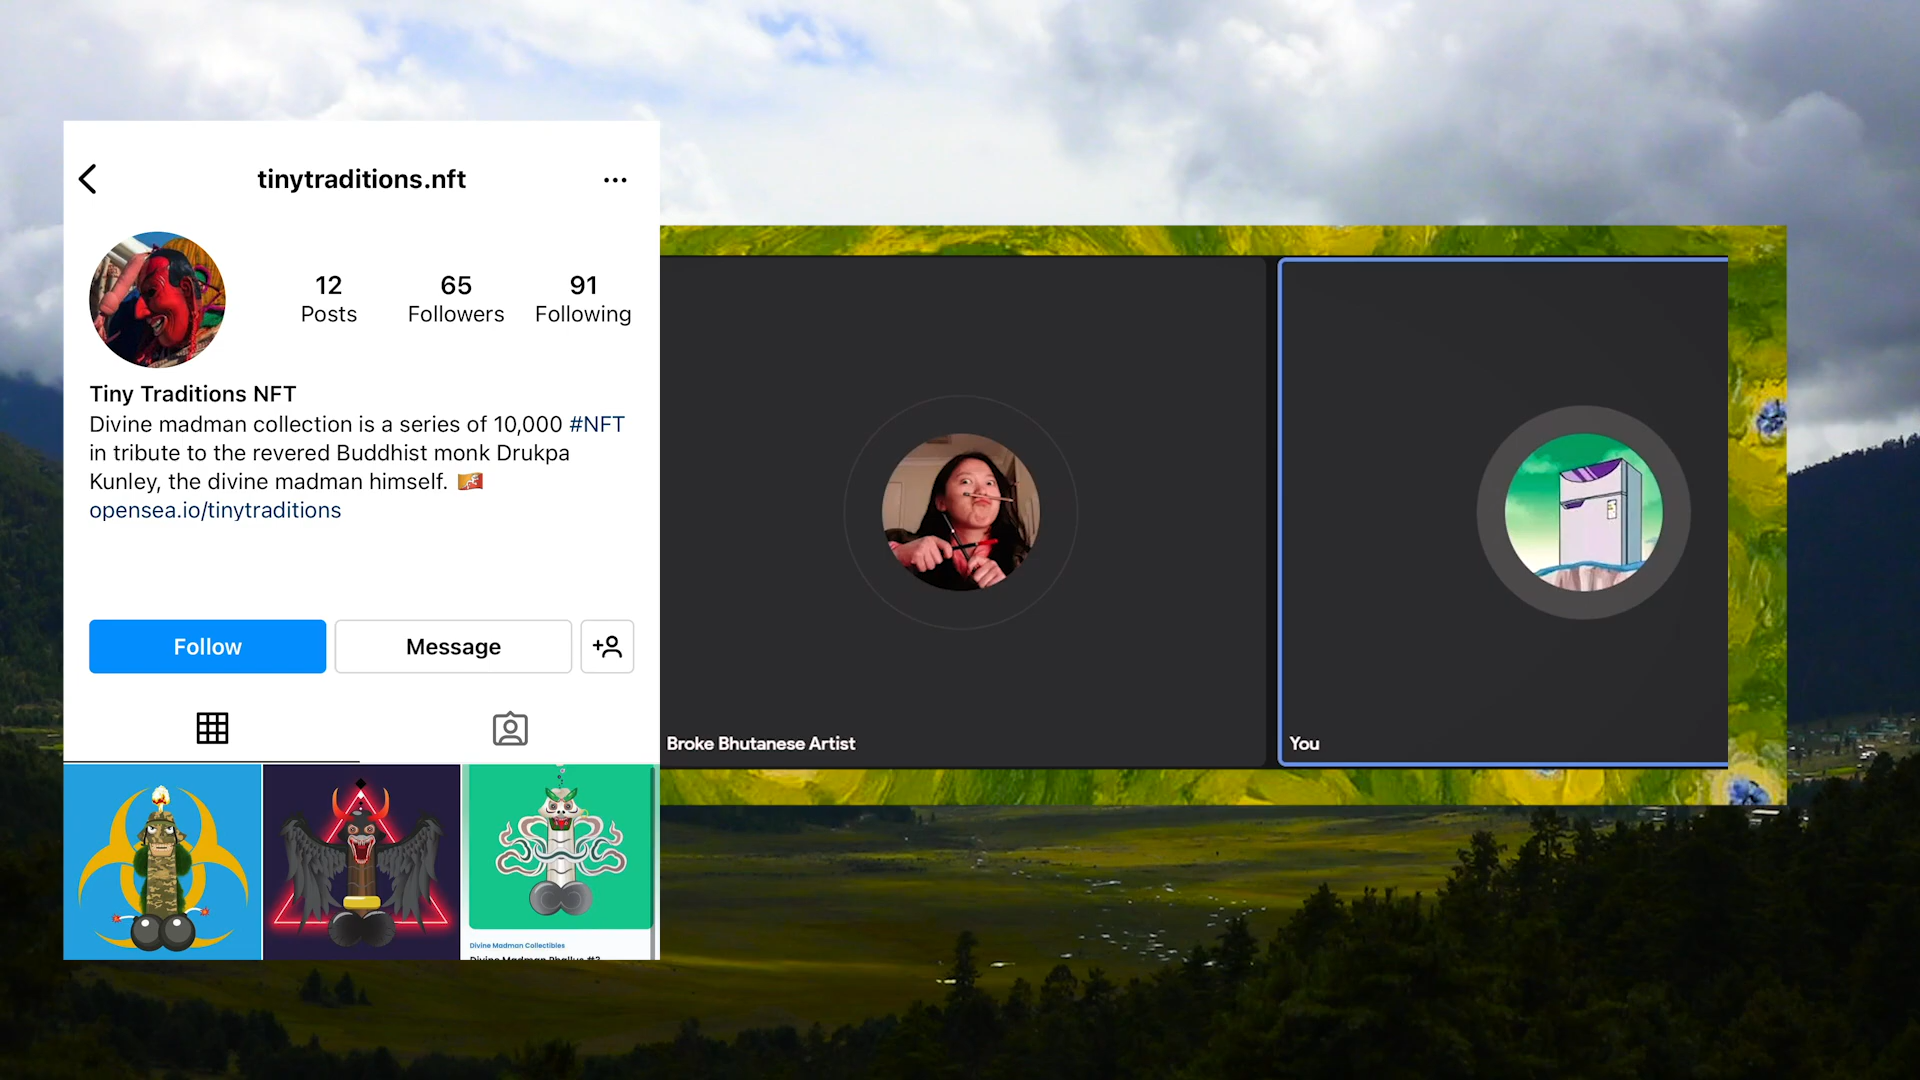 tinytraditions.nft
12
Posts
65
Followers
91
Following
Tiny Traditions NFT
Divine madman collection is a series of 10,000 #NFT
in tribute to the revered Buddhist monk Drukpa
Kunley, the divine madman himself.
opensea.io/tinytraditions
Follow
Message
Divine Madman Collectibles
Divine Madman Phallus #3
Broke Bhutanese Artist
You